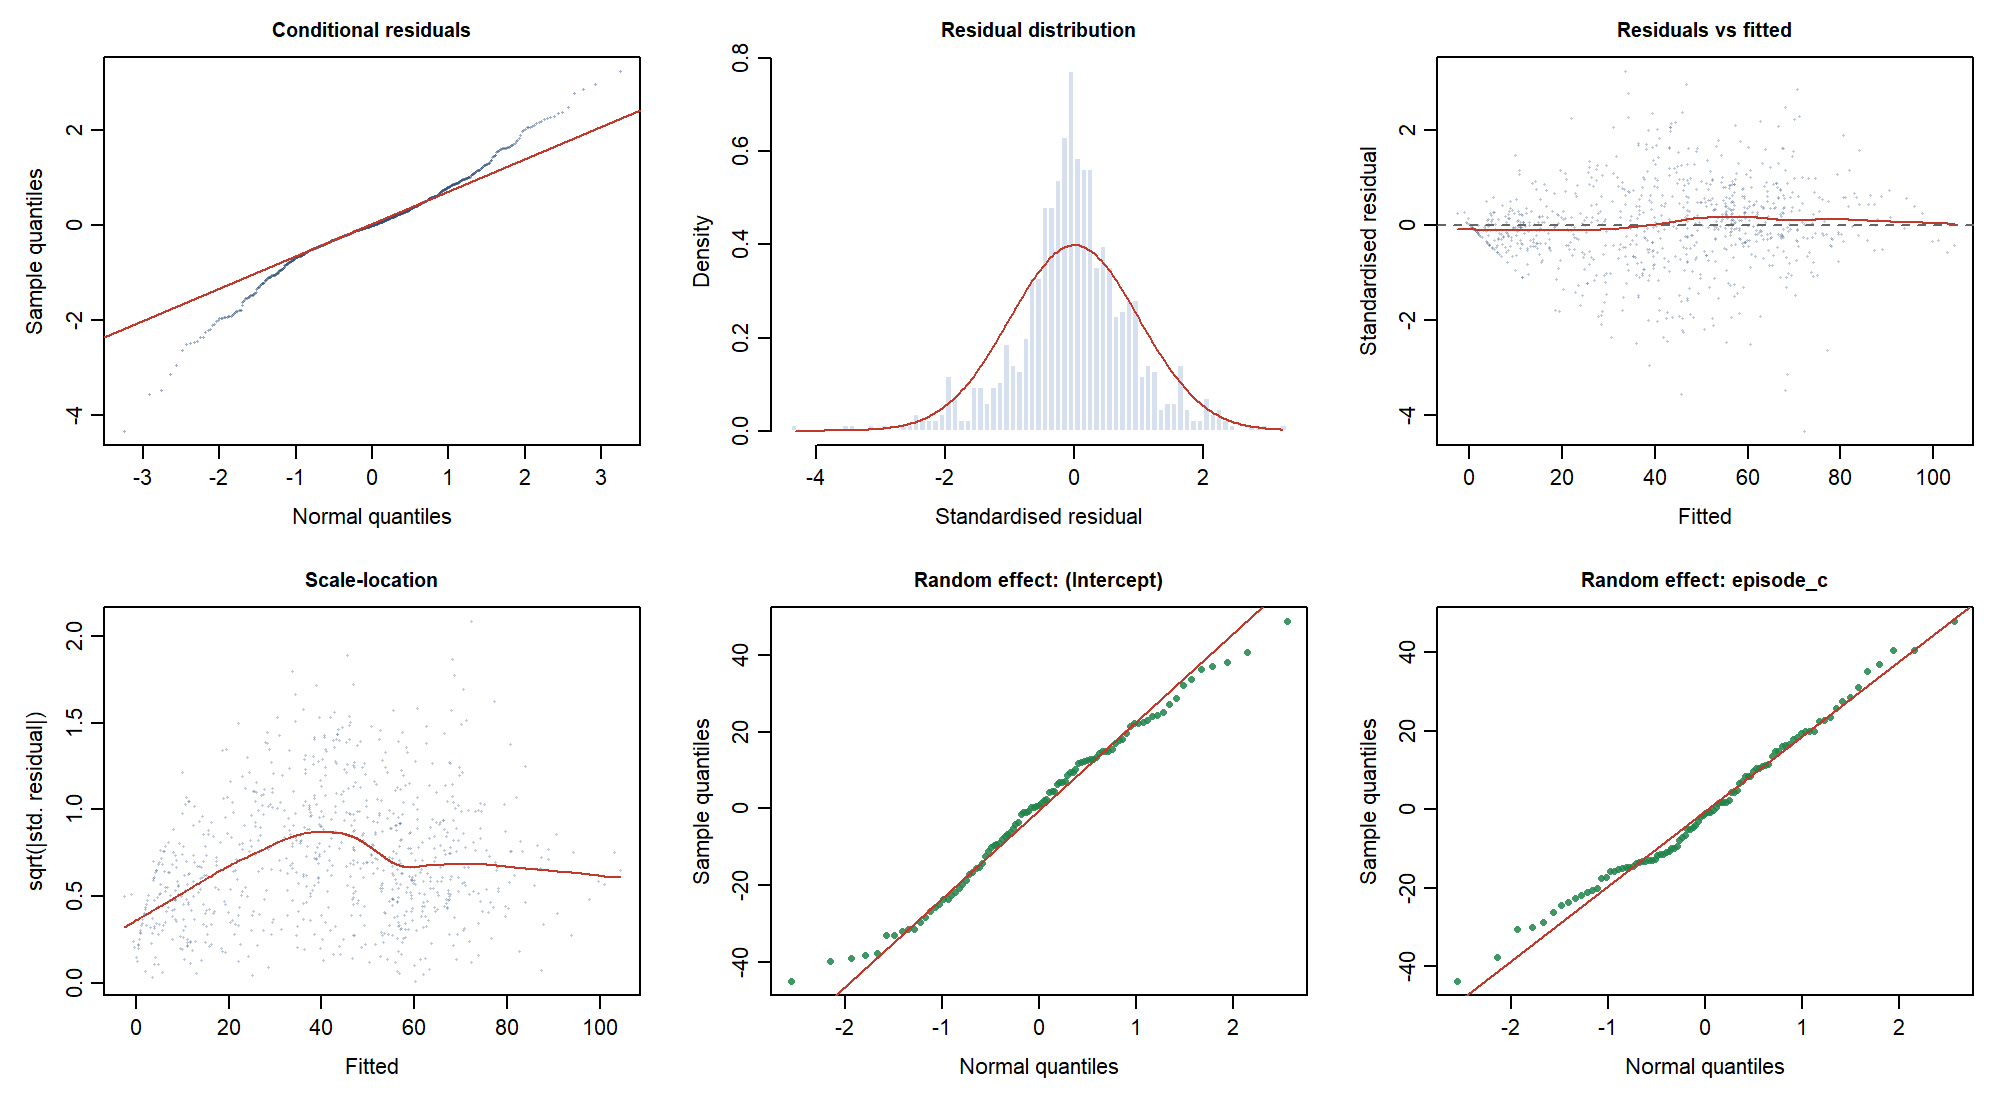 Conditional residuals
Sample quantiles
-4 -2 0 2
-3 -2 -1 0 1 2 3
Normal quantiles
Residual distribution
Density
0.0 0.2 0.4 0.6 0.8
-4 -2 0 2
Standardised residual
Residuals vs fitted
Standardised residual
-4 -2 0 2
0 20 40 60 80 100
Fitted
Scale-location
sqrt(|std. residual|)
0.0 0.5 1.0 1.5 2.0
0 20 40 60 80 100
Fitted
Random effect: (Intercept)
Sample quantiles
-40 -20 0 20 40
-2 -1 0 1 2
Normal quantiles
Random effect: episode_c
Sample quantiles
-40 -20 0 20 40
-2 -1 0 1 2
Normal quantiles